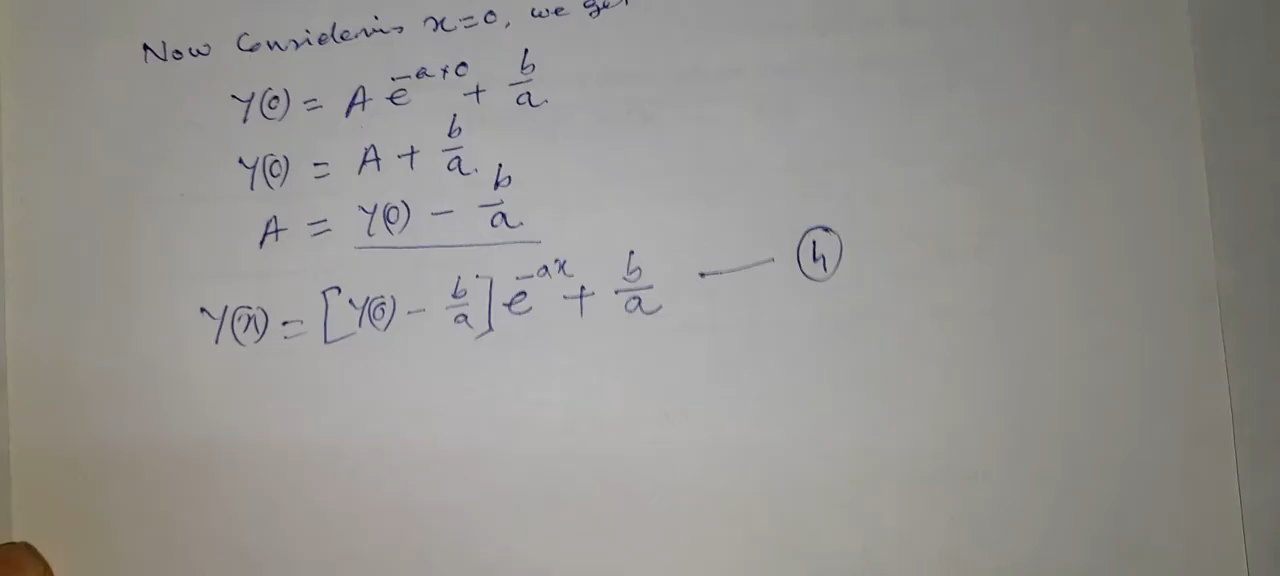 Now Considering x=0, we get
Y(0) = A e^{-a×0} + b/a.
Y(0) = A + b/a.
A = Y(0) - b/a
Y(x) = [Y(0) - b/a] e^{-ax} + b/a — (4)